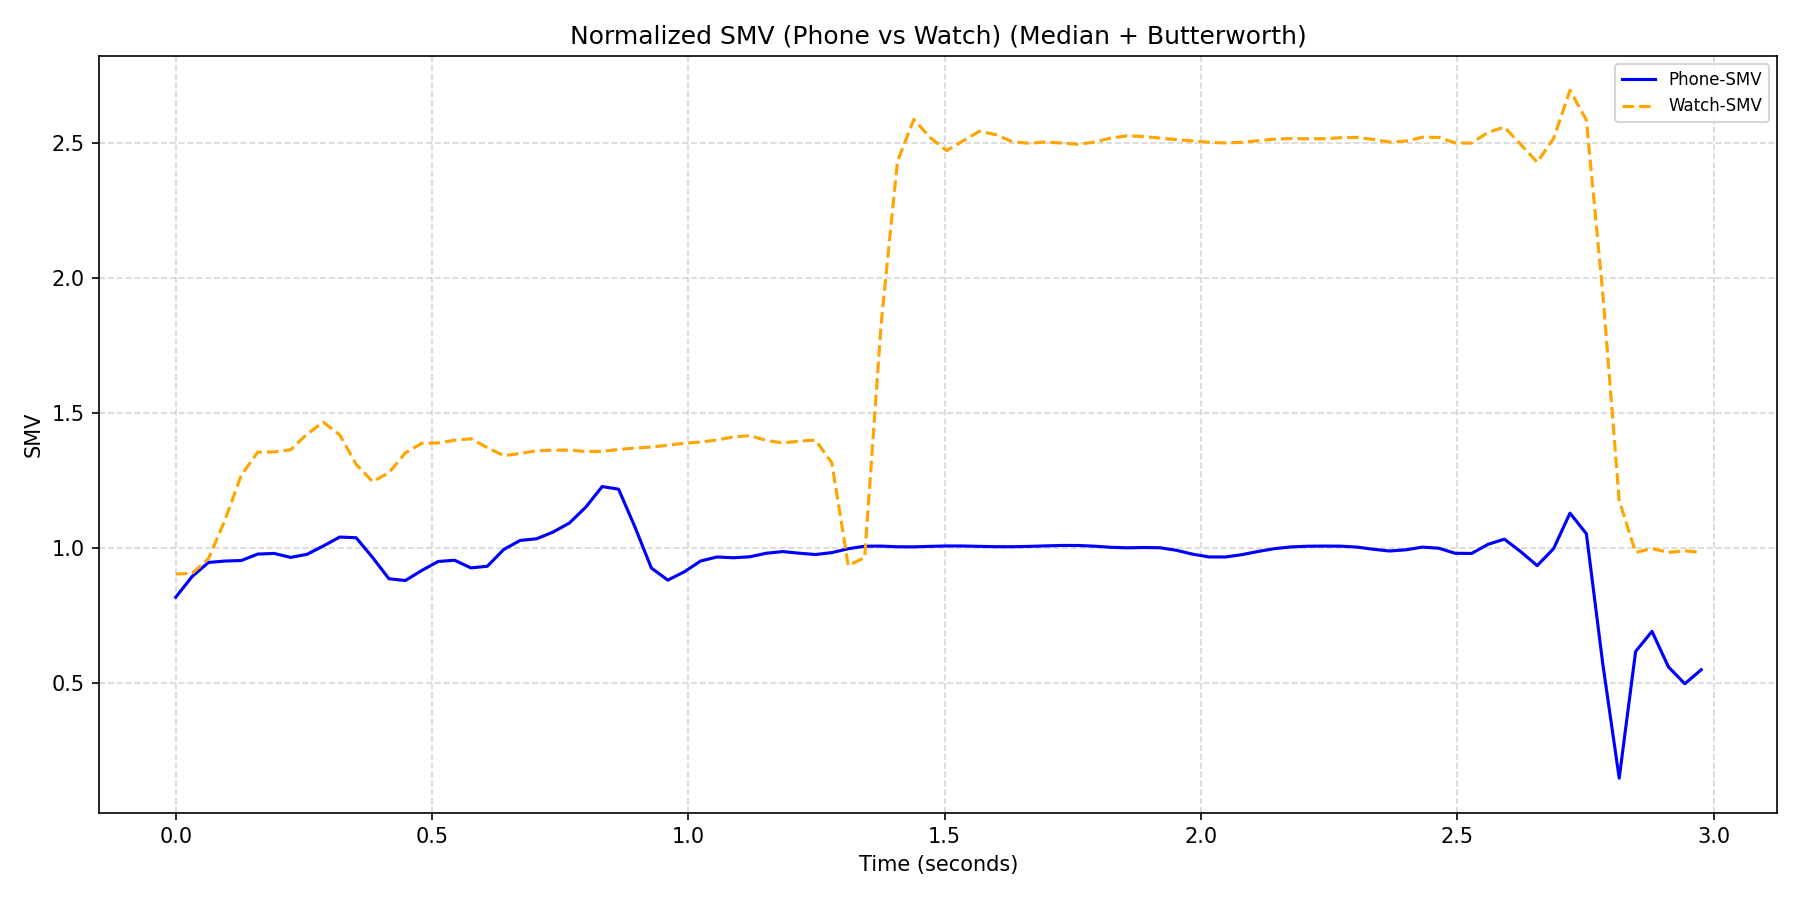 Normalized SMV (Phone vs Watch) (Median + Butterworth)
Phone-SMV
Watch-SMV
2.5
2.0
1.5
1.0
0.5
SMV
0.0 0.5 1.0 1.5 2.0 2.5 3.0
Time (seconds)